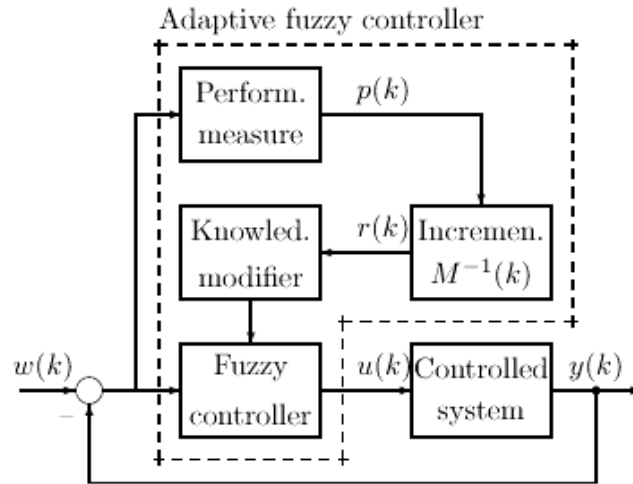 Adaptive fuzzy controller
Perform.
measure
p(k)
Knowled.
modifier
r(k)
Incremen.
M⁻¹(k)
w(k)
−
Fuzzy
controller
u(k)
Controlled
system
y(k)